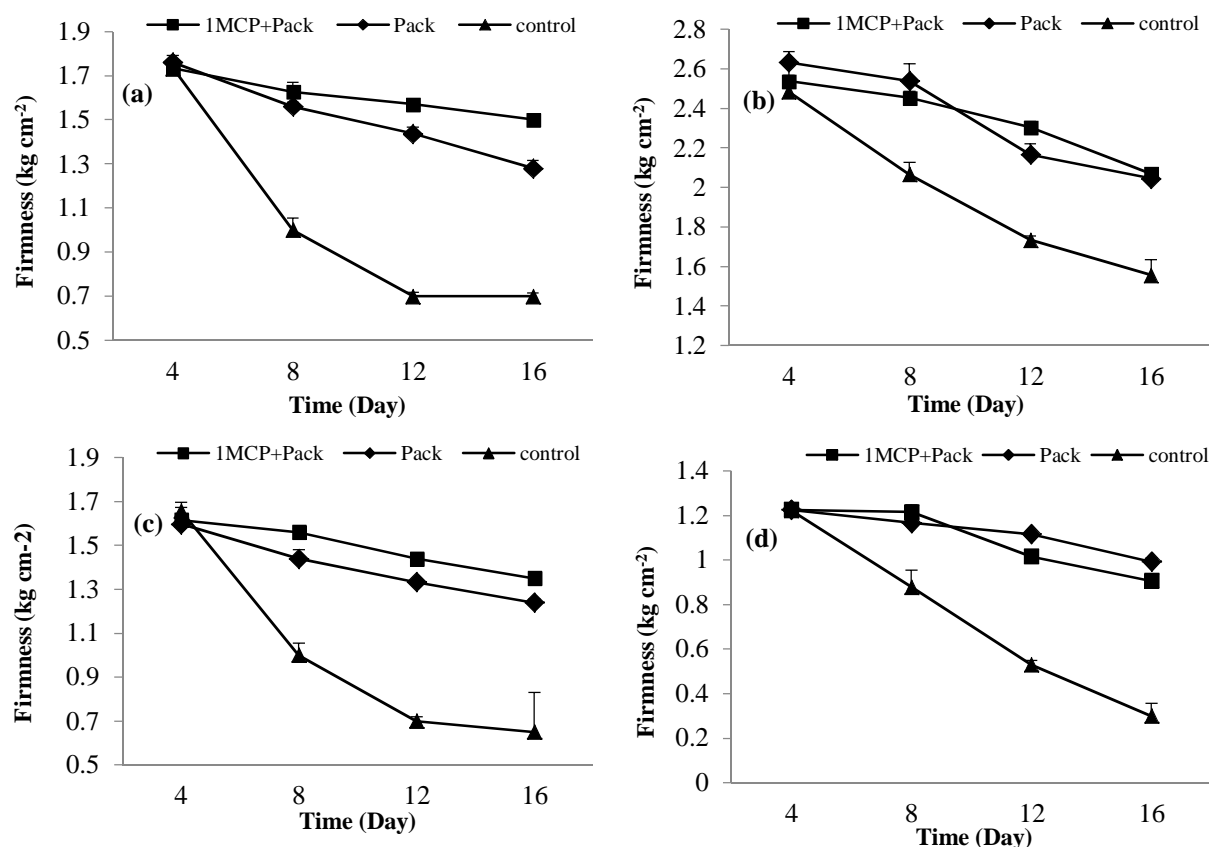 1MCP+Pack Pack control
1.9
1.7
1.5
1.3
1.1
0.9
0.7
0.5
(a)
Firmness (kg cm⁻²)
4 8 12 16
Time (Day)
1MCP+Pack Pack control
2.8
2.6
2.4
2.2
2
1.8
1.6
1.4
1.2
(b)
Firmness (kg cm⁻²)
4 8 12 16
Time (Day)
1MCP+Pack Pack control
1.9
1.7
1.5
1.3
1.1
0.9
0.7
0.5
(c)
Firmness (kg cm-2)
4 8 12 16
Time (Day)
1MCP+Pack Pack control
1.4
1.2
1
0.8
0.6
0.4
0.2
0
(d)
Firmness (kg cm⁻²)
4 8 12 16
Time (Day)